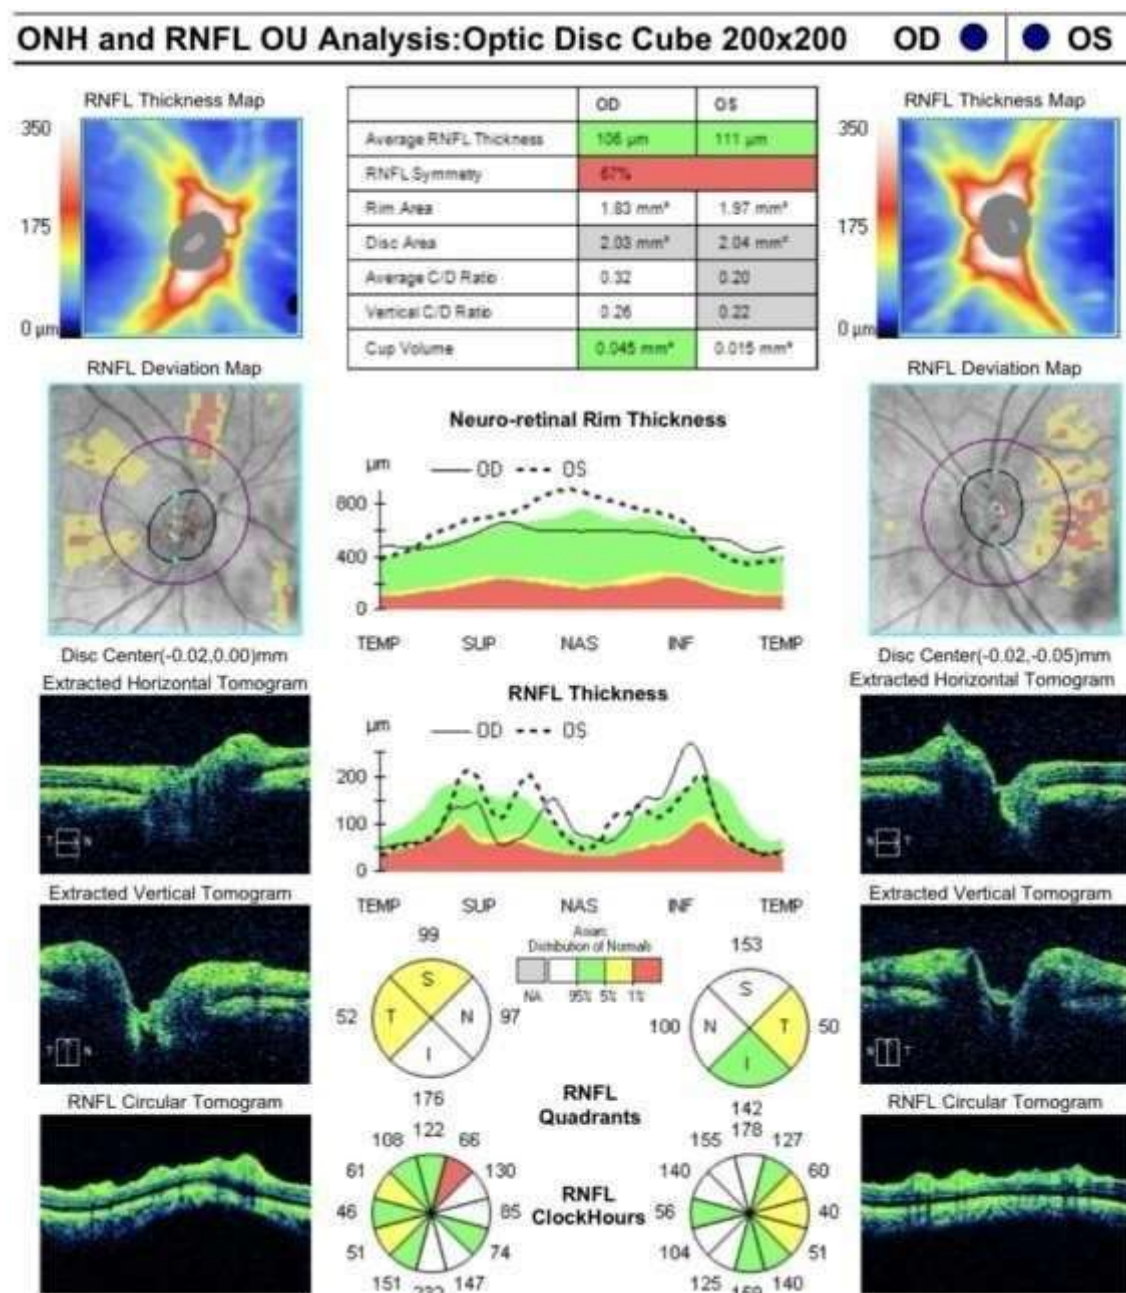 ONH and RNFL OU Analysis:Optic Disc Cube 200x200 OD OS
RNFL Thickness Map
350
175
0 µm
OD OS
Average RNFL Thickness 106 µm 111 µm
RNFL Symmetry 67%
Rim Area 1.83 mm² 1.97 mm²
Disc Area 2.03 mm² 2.04 mm²
Average C/D Ratio 0.32 0.20
Vertical C/D Ratio 0.26 0.22
Cup Volume 0.045 mm³ 0.015 mm³
RNFL Thickness Map
350
175
0 µm
RNFL Deviation Map
Disc Center(-0.02,0.00)mm
Neuro-retinal Rim Thickness
µm OD OS
800
400
0
TEMP SUP NAS INF TEMP
RNFL Deviation Map
Disc Center(-0.02,-0.05)mm
Extracted Horizontal Tomogram
T N
RNFL Thickness
µm OD OS
200
100
0
TEMP SUP NAS INF TEMP
Extracted Horizontal Tomogram
N T
Extracted Vertical Tomogram
T N
Asian:
Distribution of Normals
NA 95% 5% 1%
99
S
52 T N 97
I
176
153
S
100 N T 50
I
142
RNFL
Quadrants
Extracted Vertical Tomogram
N T
RNFL Circular Tomogram
122
108 66
61 130
46 85
51 74
151 147
232
RNFL
ClockHours
178
155 127
140 60
56 40
104 51
125 140
159
RNFL Circular Tomogram